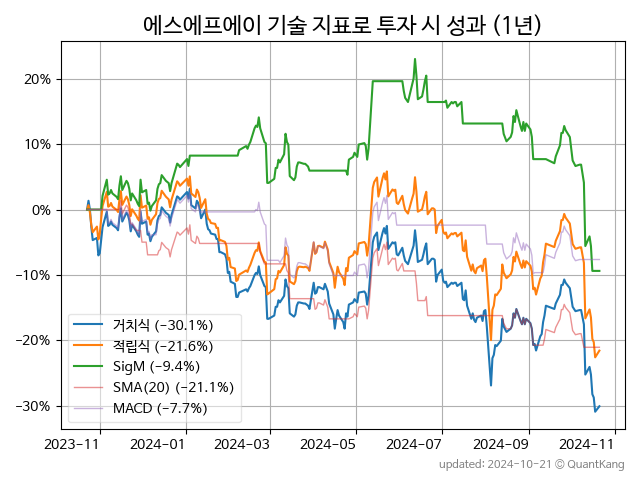 에스에프에이 기술 지표로 투자 시 성과 (1년)
20%
10%
0%
−10%
−20%
−30%
거치식 (−30.1%)
적립식 (−21.6%)
SigM (−9.4%)
SMA(20) (−21.1%)
MACD (−7.7%)
2023-11 2024-01 2024-03 2024-05 2024-07 2024-09 2024-11
updated: 2024-10-21 © QuantKang